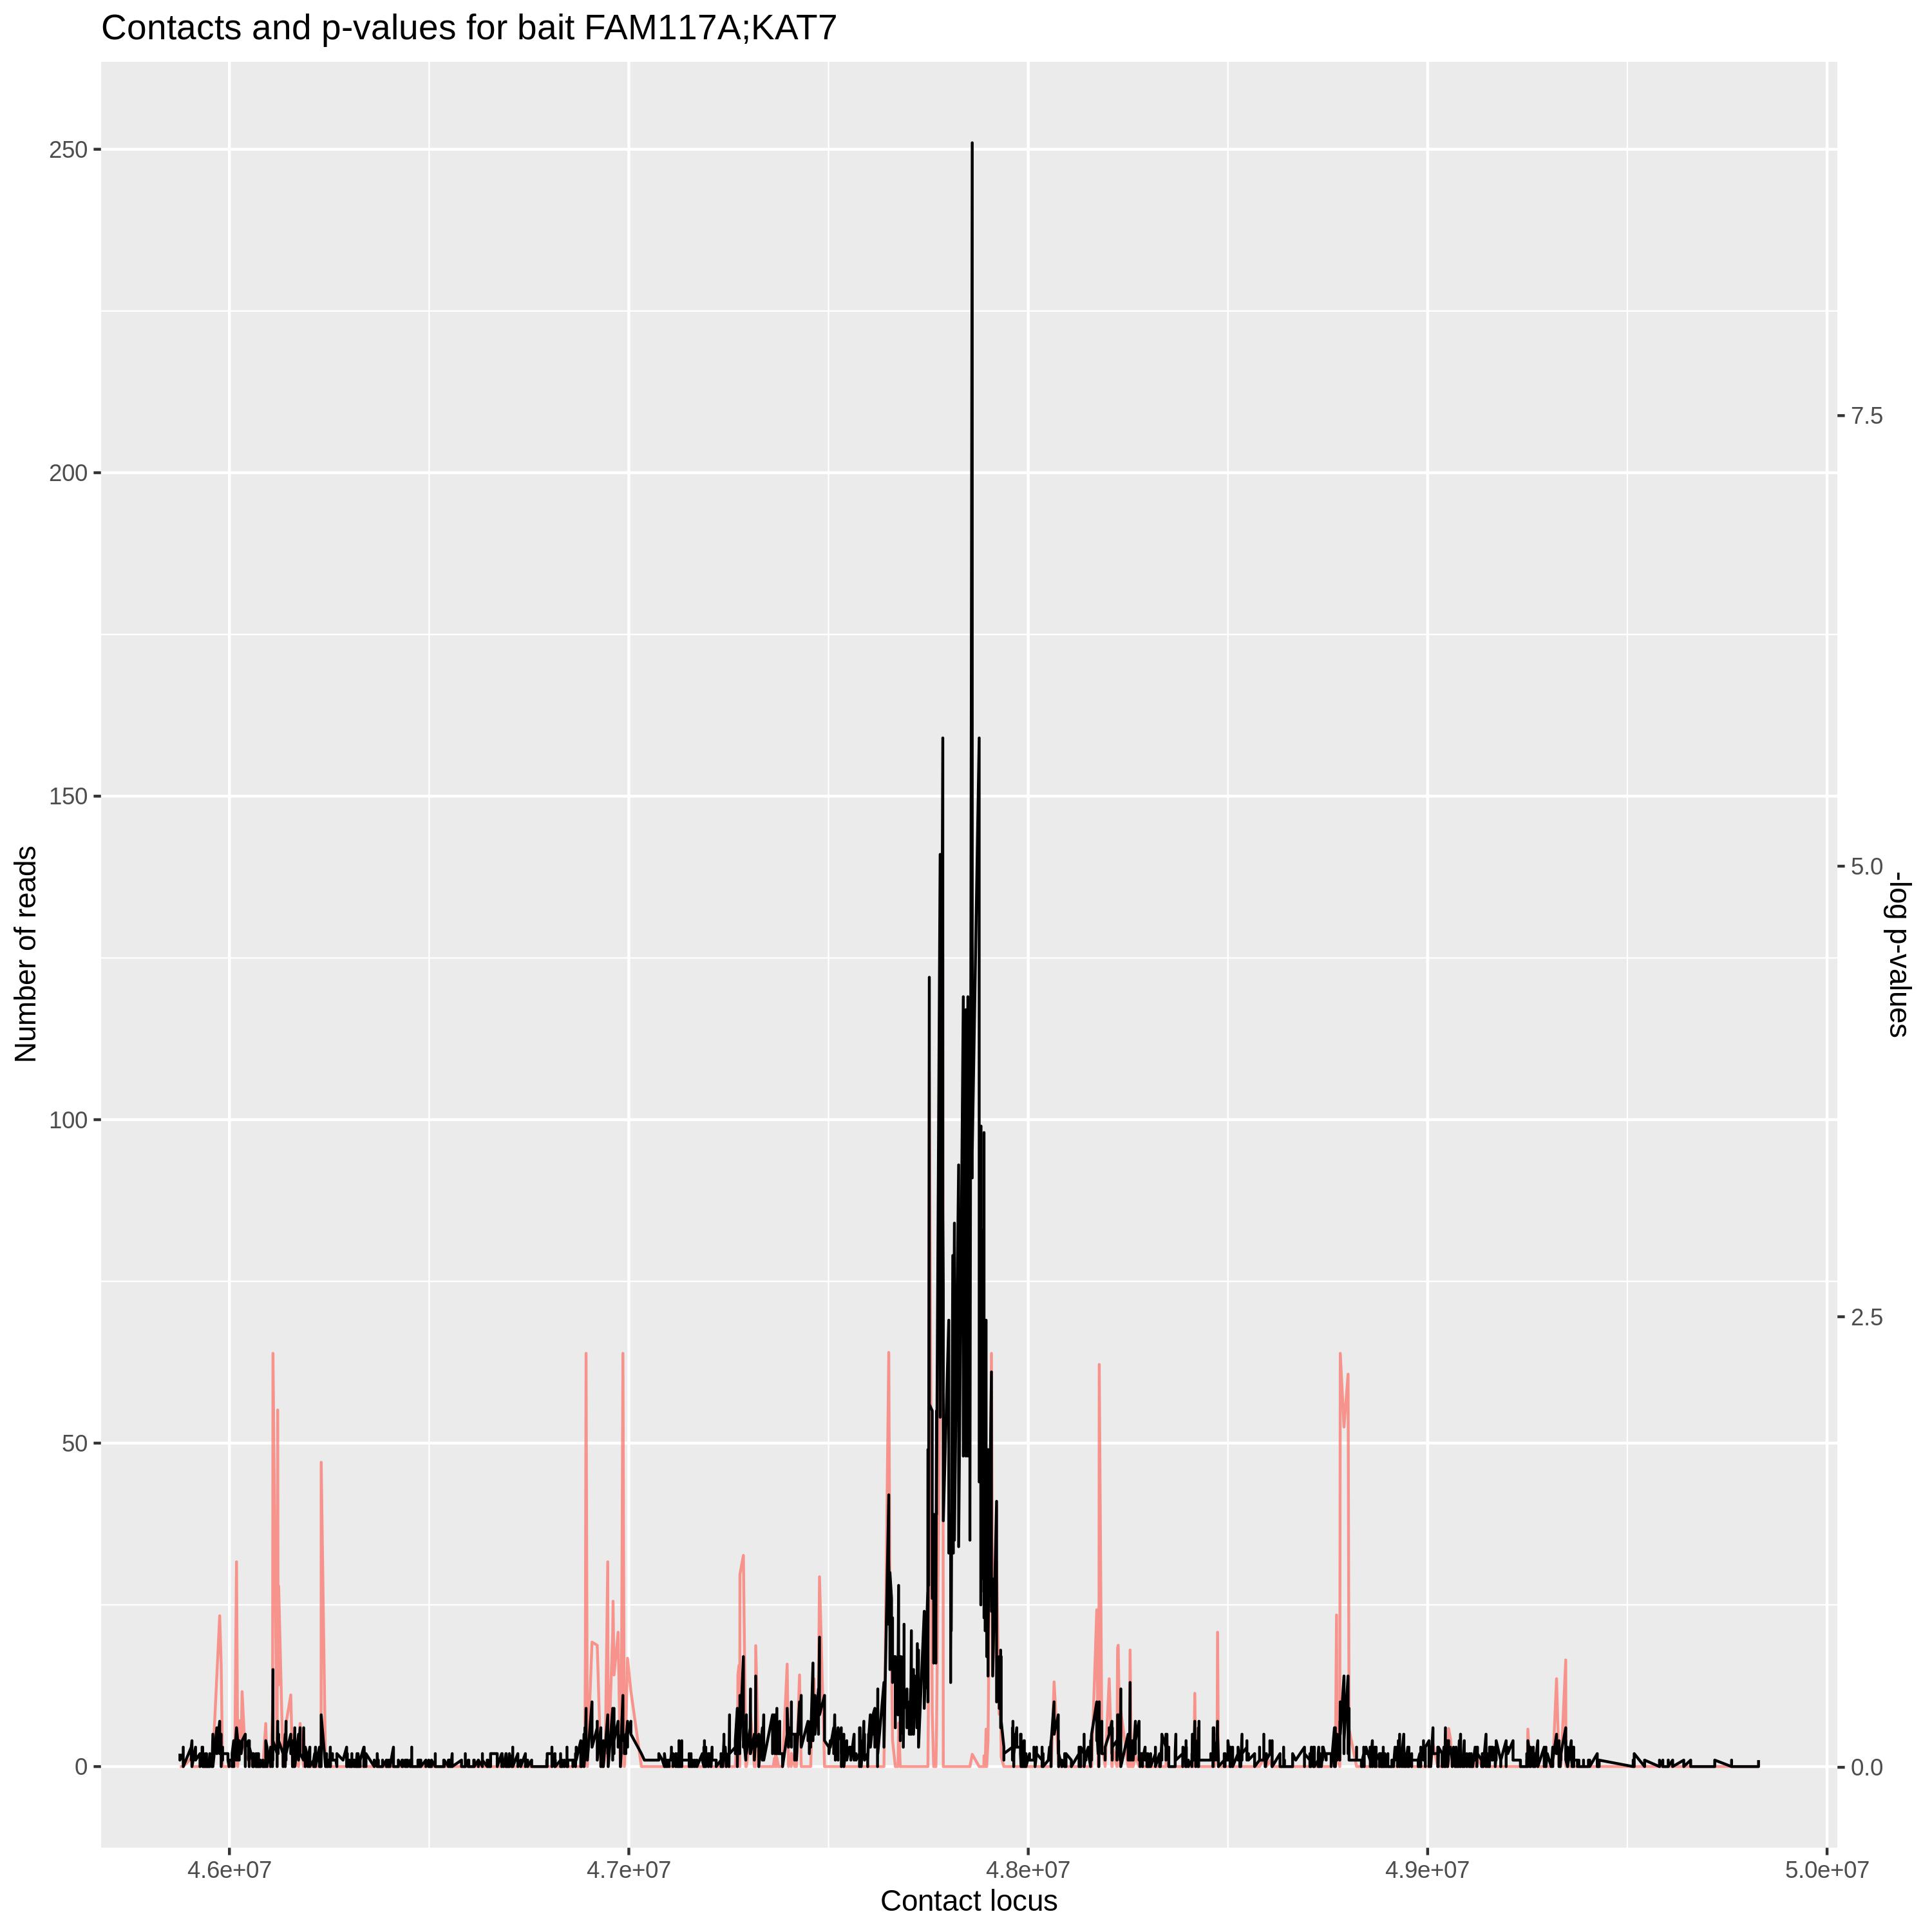 Contacts and p-values for bait FAM117A;KAT7
250
200
150
100
50
0
Number of reads
7.5
5.0
2.5
0.0
-log p-values
4.6e+07
4.7e+07
4.8e+07
4.9e+07
5.0e+07
Contact locus